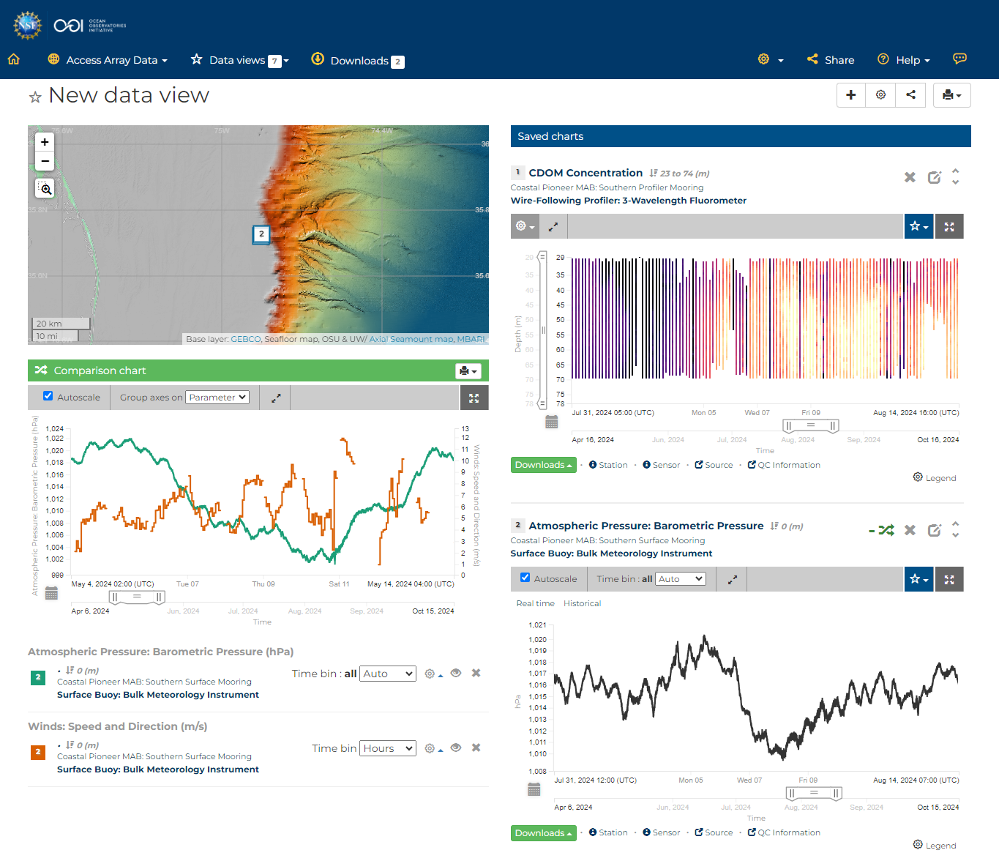 NSF
OOI OCEAN OBSERVATORIES INITIATIVE
Access Array Data
Data views 7
Downloads 2
Share
Help
New data view
75.6W 75W 74.4W
36
+
−
35.8N 35.8
2
35.6N 35.6
20 km
10 mi
Base layer: GEBCO, Seafloor map, OSU & UW/ Axial Seamount map, MBARI
Comparison chart
Autoscale Group axes on Parameter
Atmospheric Pressure: Barometric Pressure (hPa)
1,024
1,022
1,020
1,018
1,016
1,014
1,012
1,010
1,008
1,006
1,004
1,002
999
13
12
11
10
9
8
7
6
5
4
3
2
1
0
Winds: Speed and Direction (m/s)
May 4, 2024 02:00 (UTC) Tue 07 Thu 09 Sat 11 May 14, 2024 04:00 (UTC)
Apr 6, 2024 Jun, 2024 Jul, 2024 Aug, 2024 Sep, 2024 Oct 15, 2024
Time
Atmospheric Pressure: Barometric Pressure (hPa)
2 • 0 (m)
Coastal Pioneer MAB: Southern Surface Mooring
Surface Buoy: Bulk Meteorology Instrument
Time bin : all Auto
Winds: Speed and Direction (m/s)
2 • 0 (m)
Coastal Pioneer MAB: Southern Surface Mooring
Surface Buoy: Bulk Meteorology Instrument
Time bin Hours
Saved charts
1 CDOM Concentration 23 to 74 (m)
Coastal Pioneer MAB: Southern Profiler Mooring
Wire-Following Profiler: 3-Wavelength Fluorometer
Depth (m)
29 29
35 35
40 40
45 45
50 50
55 55
60 60
65 65
70 70
75 75
78 78
Jul 31, 2024 05:00 (UTC) Mon 05 Wed 07 Fri 09 Aug 14, 2024 16:00 (UTC)
Apr 16, 2024 Jun, 2024 Jul, 2024 Aug, 2024 Sep, 2024 Oct 16, 2024
Time
Downloads • Station • Sensor • Source • QC Information
Legend
2 Atmospheric Pressure: Barometric Pressure 0 (m)
Coastal Pioneer MAB: Southern Surface Mooring
Surface Buoy: Bulk Meteorology Instrument
Autoscale Time bin : all Auto
Real time Historical
hPa
1,021
1,020
1,019
1,018
1,017
1,016
1,015
1,014
1,013
1,012
1,011
1,010
1,008
Jul 31, 2024 12:00 (UTC) Mon 05 Wed 07 Fri 09 Aug 14, 2024 07:00 (UTC)
Apr 6, 2024 Jun, 2024 Jul, 2024 Aug, 2024 Sep, 2024 Oct 15, 2024
Time
Downloads • Station • Sensor • Source • QC Information
Legend